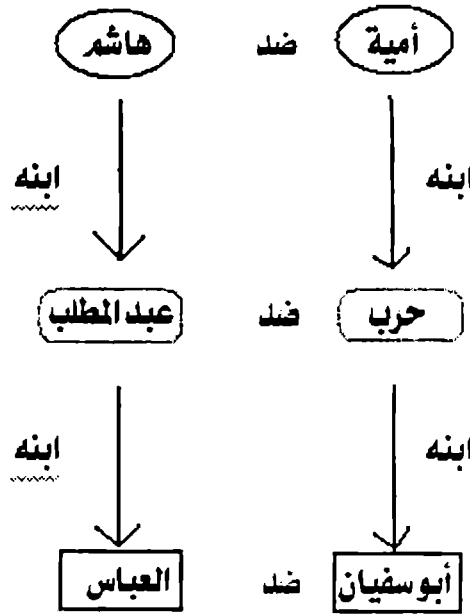 أمية ضد هاشم
ابنه ابنه
حرب ضد عبد المطلب
ابنه ابنه
أبو سفيان ضد العباس